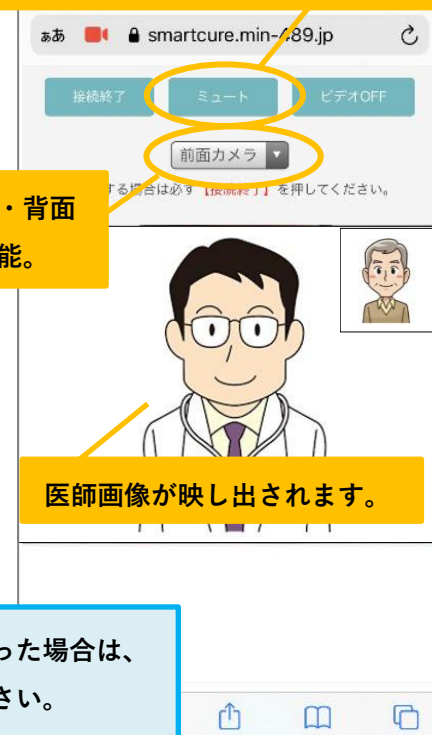 ぁあ smartcure.min-489.jp
接続終了 ミュート ビデオOFF
前面カメラ
・背面
する場合は必ず【接続終了】を押してください。
能。
医師画像が映し出されます。
った場合は、
さい。